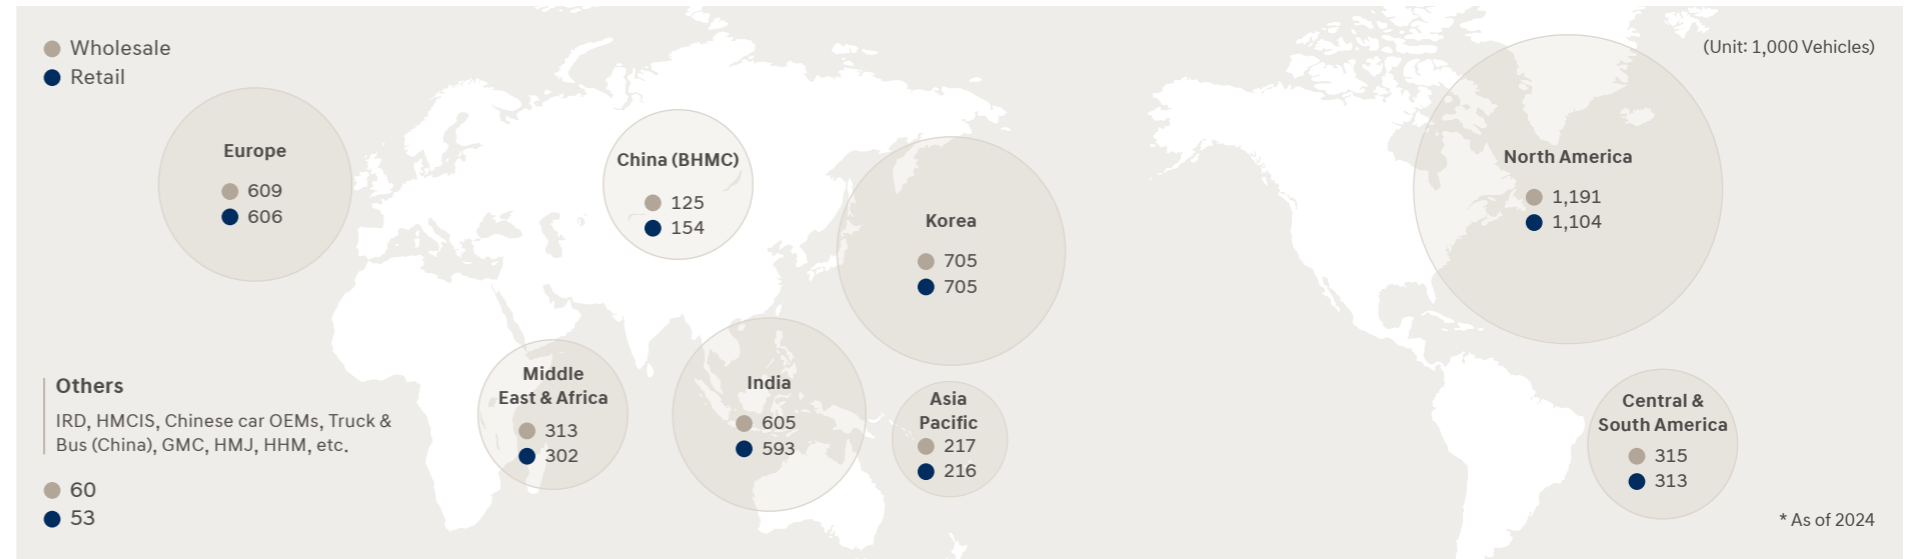 Wholesale
Retail
(Unit: 1,000 Vehicles)
Europe
609
606
China (BHMC)
125
154
Korea
705
705
North America
1,191
1,104
Middle
East & Africa
313
302
India
605
593
Asia
Pacific
217
216
Central &
South America
315
313
Others
IRD, HMCIS, Chinese car OEMs, Truck &
Bus (China), GMC, HMJ, HHM, etc.
60
53
* As of 2024